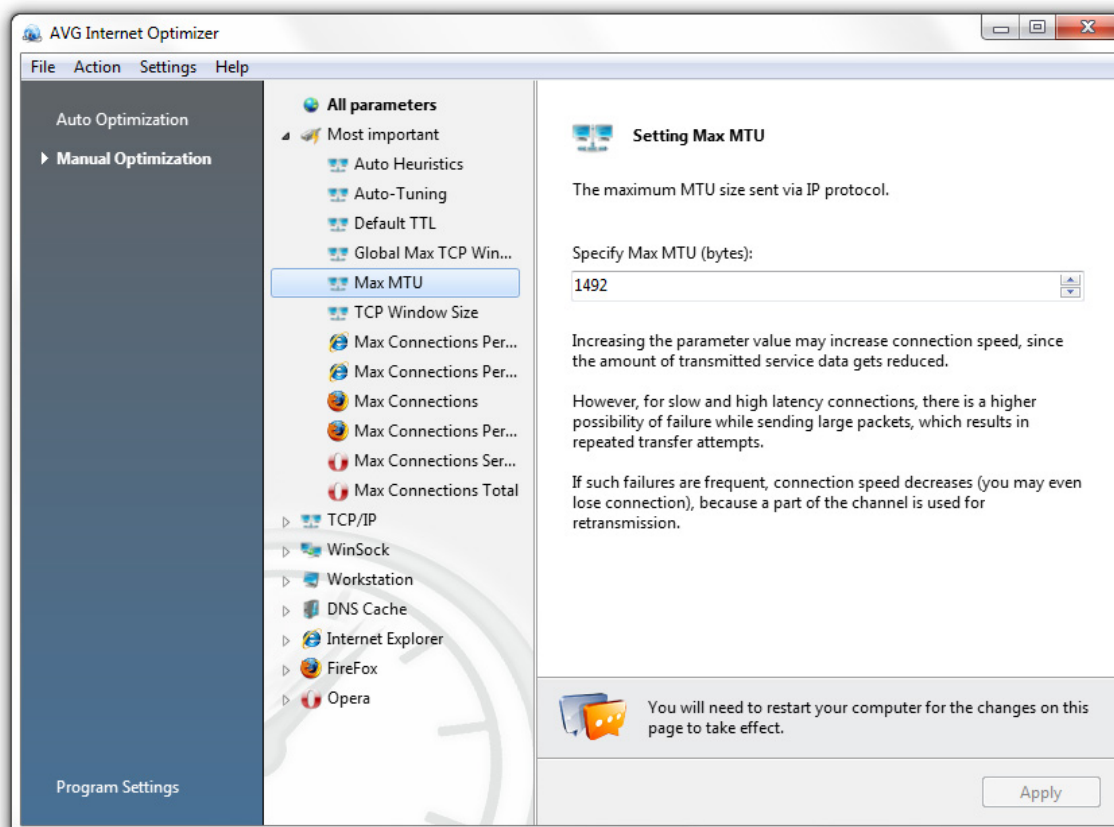 AVG Internet Optimizer
File Action Settings Help
Auto Optimization
Manual Optimization
Program Settings
All parameters
Most important
Auto Heuristics
Auto-Tuning
Default TTL
Global Max TCP Win...
Max MTU
TCP Window Size
Max Connections Per...
Max Connections Per...
Max Connections
Max Connections Per...
Max Connections Ser...
Max Connections Total
TCP/IP
WinSock
Workstation
DNS Cache
Internet Explorer
FireFox
Opera
Setting Max MTU
The maximum MTU size sent via IP protocol.
Specify Max MTU (bytes):
1492
Increasing the parameter value may increase connection speed, since
the amount of transmitted service data gets reduced.
However, for slow and high latency connections, there is a higher
possibility of failure while sending large packets, which results in
repeated transfer attempts.
If such failures are frequent, connection speed decreases (you may even
lose connection), because a part of the channel is used for
retransmission.
You will need to restart your computer for the changes on this
page to take effect.
Apply